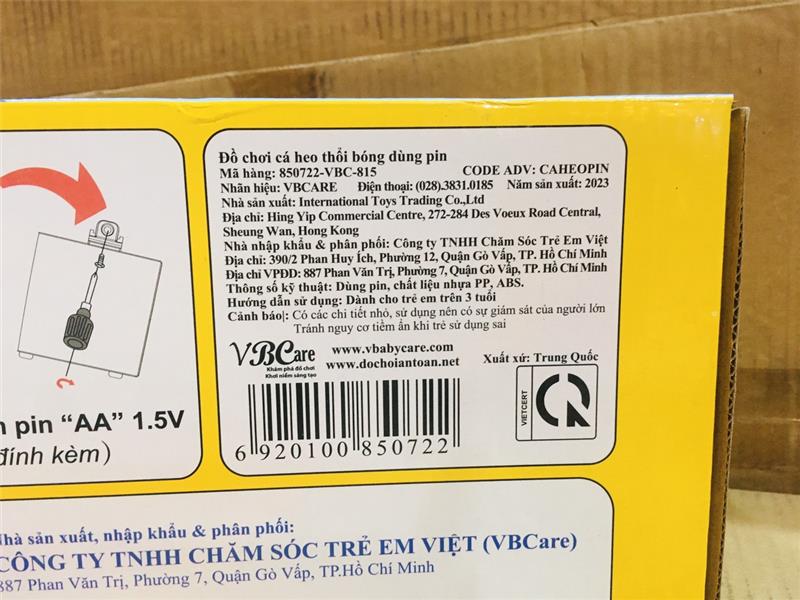 Đồ chơi cá heo thổi bóng dùng pin
Mã hàng: 850722-VBC-815 CODE ADV: CAHEOPIN
Nhãn hiệu: VBCARE Điện thoại: (028).3831.0185 Năm sản xuất: 2023
Nhà sản xuất: International Toys Trading Co.,Ltd
Địa chỉ: Hing Yip Commercial Centre, 272-284 Des Voeux Road Central,
Sheung Wan, Hong Kong
Nhà nhập khẩu & phân phối: Công ty TNHH Chăm Sóc Trẻ Em Việt
Địa chỉ: 390/2 Phan Huy Ích, Phường 12, Quận Gò Vấp, TP. Hồ Chí Minh
Địa chỉ VPĐD: 887 Phan Văn Trị, Phường 7, Quận Gò Vấp, TP. Hồ Chí Minh
Thông số kỹ thuật: Dùng pin, chất liệu nhựa PP, ABS.
Hướng dẫn sử dụng: Dành cho trẻ em trên 3 tuổi
Cảnh báo|: Có các chi tiết nhỏ, sử dụng nên có sự giám sát của người lớn
Tránh nguy cơ tiềm ẩn khi trẻ sử dụng sai
VBCare
Khám phá đồ chơi
Khơi niềm sáng tạo
www.vbabycare.com
www.dochoiantoan.net
Xuất xứ: Trung Quốc
VIETCERT
6 920100 850722
pin "AA" 1.5V
đính kèm)
Nhà sản xuất, nhập khẩu & phân phối:
CÔNG TY TNHH CHĂM SÓC TRẺ EM VIỆT (VBCare)
887 Phan Văn Trị, Phường 7, Quận Gò Vấp, TP.Hồ Chí Minh